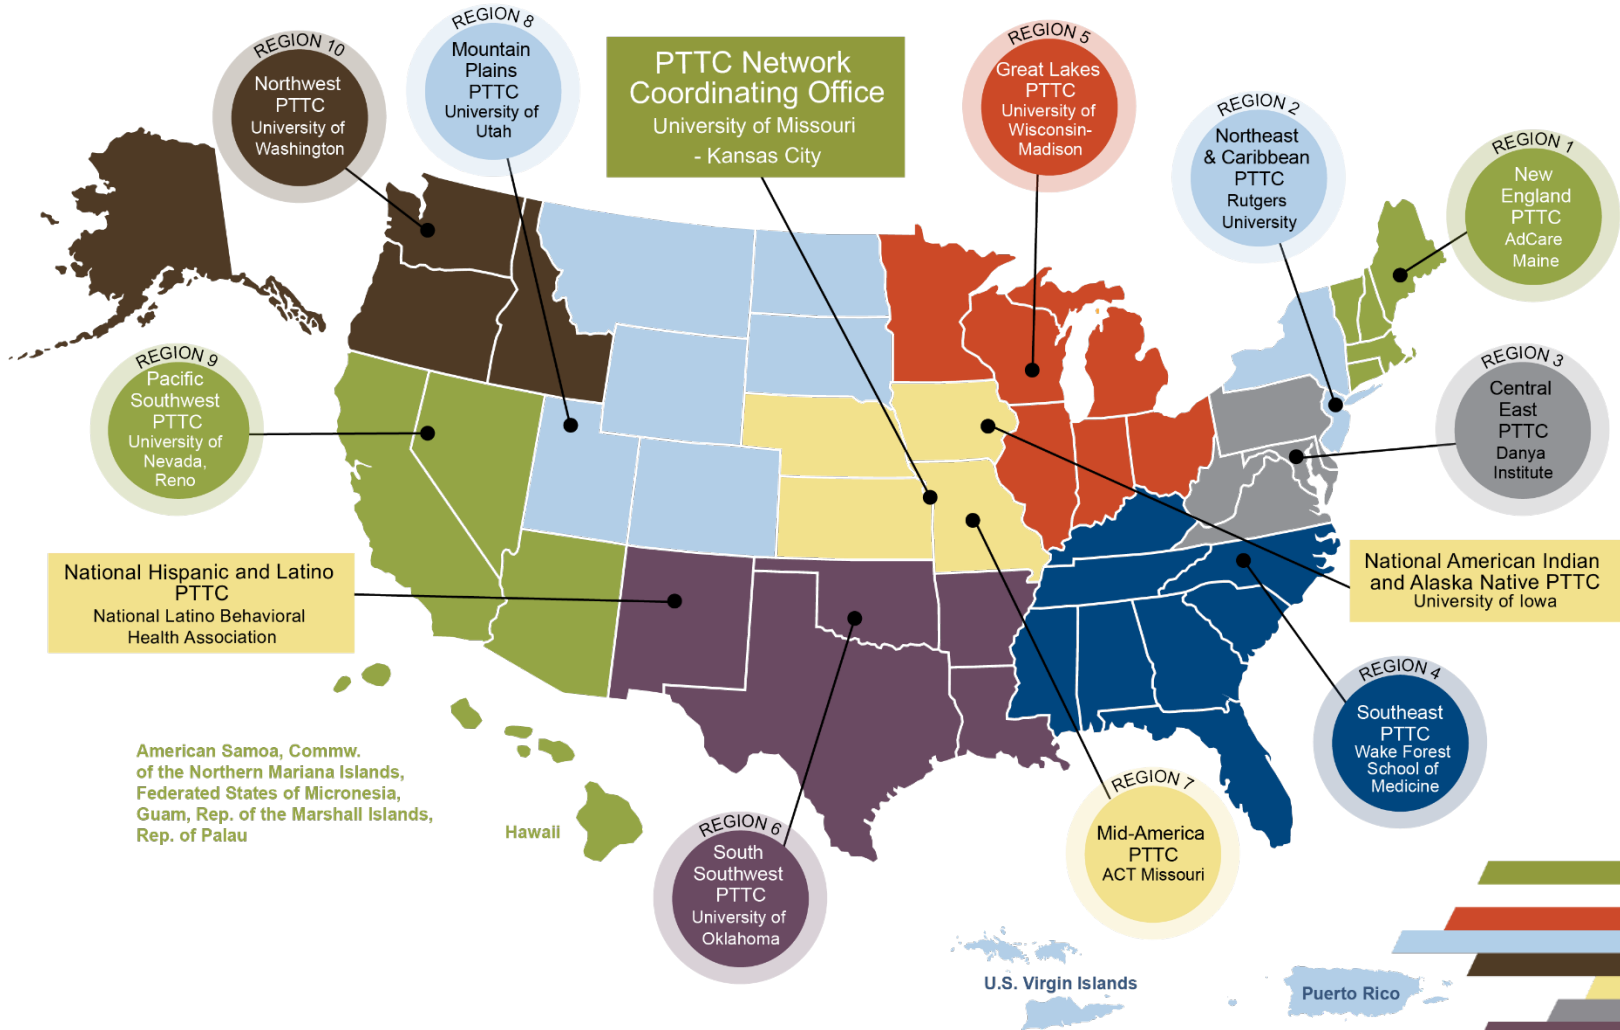 REGION 10
Northwest
PTTC
University of
Washington
REGION 8
Mountain
Plains
PTTC
University of
Utah
PTTC Network
Coordinating Office
University of Missouri
- Kansas City
REGION 5
Great Lakes
PTTC
University of
Wisconsin-
Madison
REGION 2
Northeast
& Caribbean
PTTC
Rutgers
University
REGION 1
New
England
PTTC
AdCare
Maine
REGION 9
Pacific
Southwest
PTTC
University of
Nevada,
Reno
REGION 3
Central
East
PTTC
Danya
Institute
National Hispanic and Latino
PTTC
National Latino Behavioral
Health Association
National American Indian
and Alaska Native PTTC
University of Iowa
REGION 4
Southeast
PTTC
Wake Forest
School of
Medicine
American Samoa, Commw.
of the Northern Mariana Islands,
Federated States of Micronesia,
Guam, Rep. of the Marshall Islands,
Rep. of Palau
Hawaii
REGION 6
South
Southwest
PTTC
University of
Oklahoma
REGION 7
Mid-America
PTTC
ACT Missouri
U.S. Virgin Islands
Puerto Rico